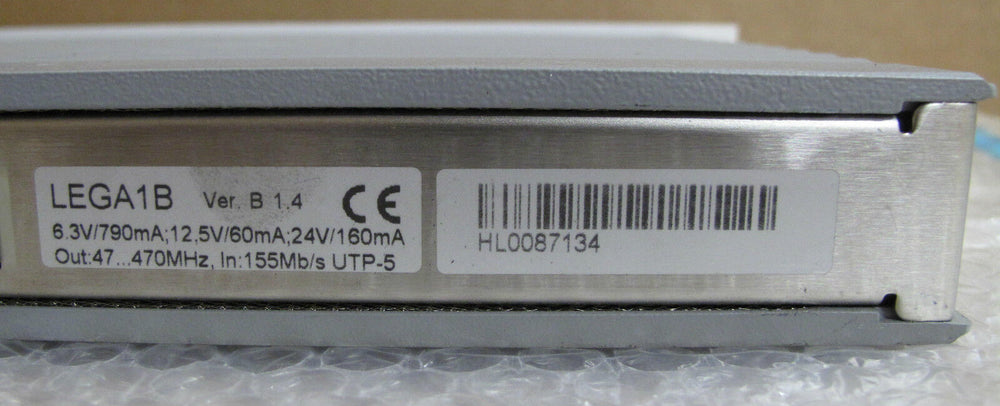 LEGA1B Ver. B 1.4 CE
6.3V/790mA;12,5V/60mA;24V/160mA
Out:47...470MHz, In:155Mb/s UTP-5
HL0087134